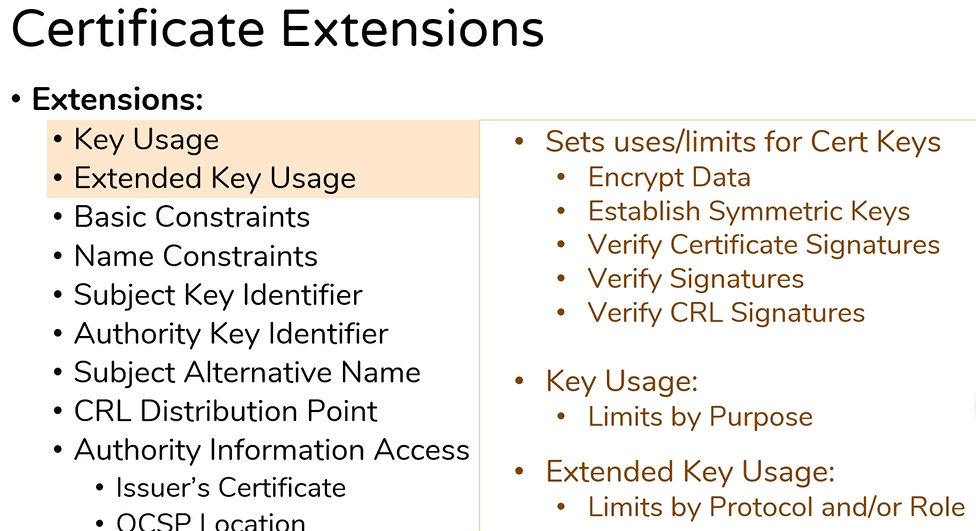 Certificate Extensions
• Extensions:
• Key Usage
• Extended Key Usage
• Basic Constraints
• Name Constraints
• Subject Key Identifier
• Authority Key Identifier
• Subject Alternative Name
• CRL Distribution Point
• Authority Information Access
• Issuer's Certificate
• OCSP Location
• Sets uses/limits for Cert Keys
• Encrypt Data
• Establish Symmetric Keys
• Verify Certificate Signatures
• Verify Signatures
• Verify CRL Signatures
• Key Usage:
• Limits by Purpose
• Extended Key Usage:
• Limits by Protocol and/or Role